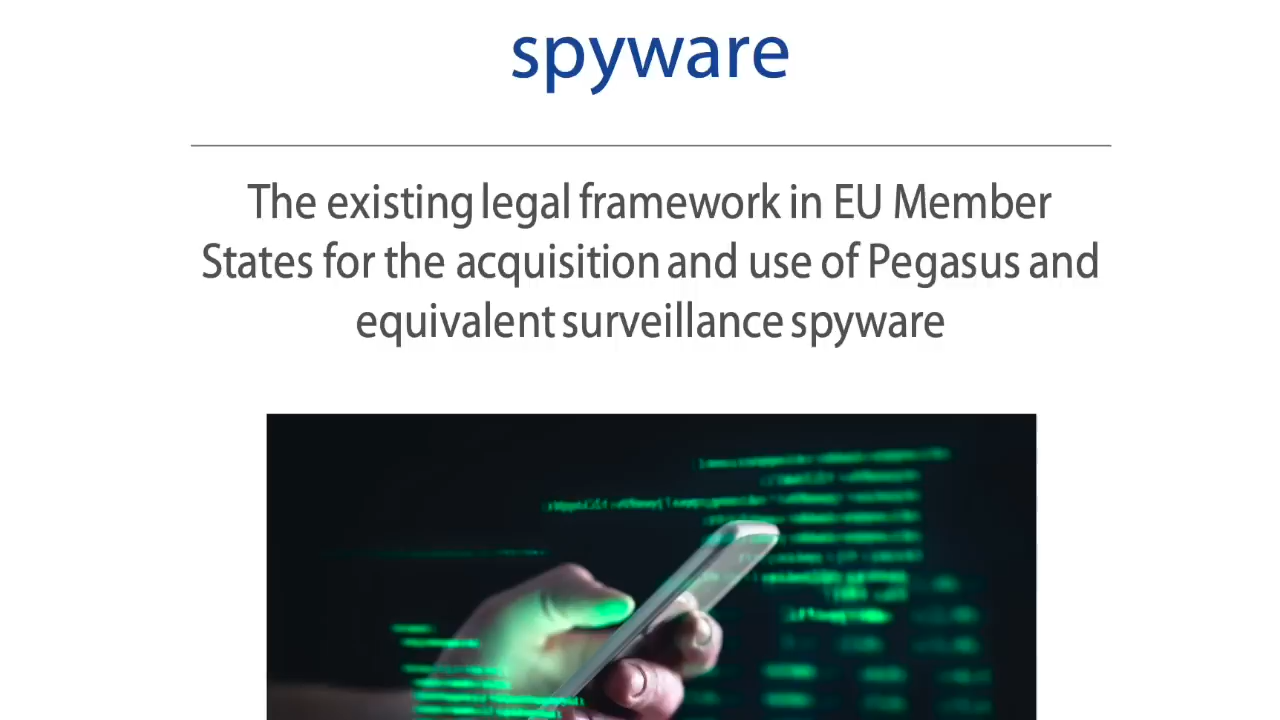 spyware
The existing legal framework in EU Member
States for the acquisition and use of Pegasus and
equivalent surveillance spyware